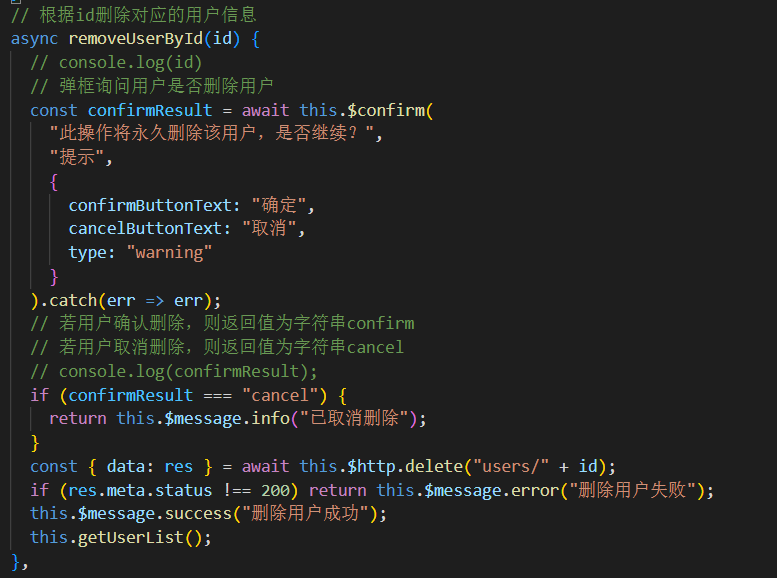 // 根据id删除对应的用户信息
async removeUserById(id) {
// console.log(id)
// 弹框询问用户是否删除用户
const confirmResult = await this.$confirm(
"此操作将永久删除该用户，是否继续？",
"提示",
{
confirmButtonText: "确定",
cancelButtonText: "取消",
type: "warning"
}
).catch(err => err);
// 若用户确认删除，则返回值为字符串confirm
// 若用户取消删除，则返回值为字符串cancel
// console.log(confirmResult);
if (confirmResult === "cancel") {
return this.$message.info("已取消删除");
}
const { data: res } = await this.$http.delete("users/" + id);
if (res.meta.status !== 200) return this.$message.error("删除用户失败");
this.$message.success("删除用户成功");
this.getUserList();
},